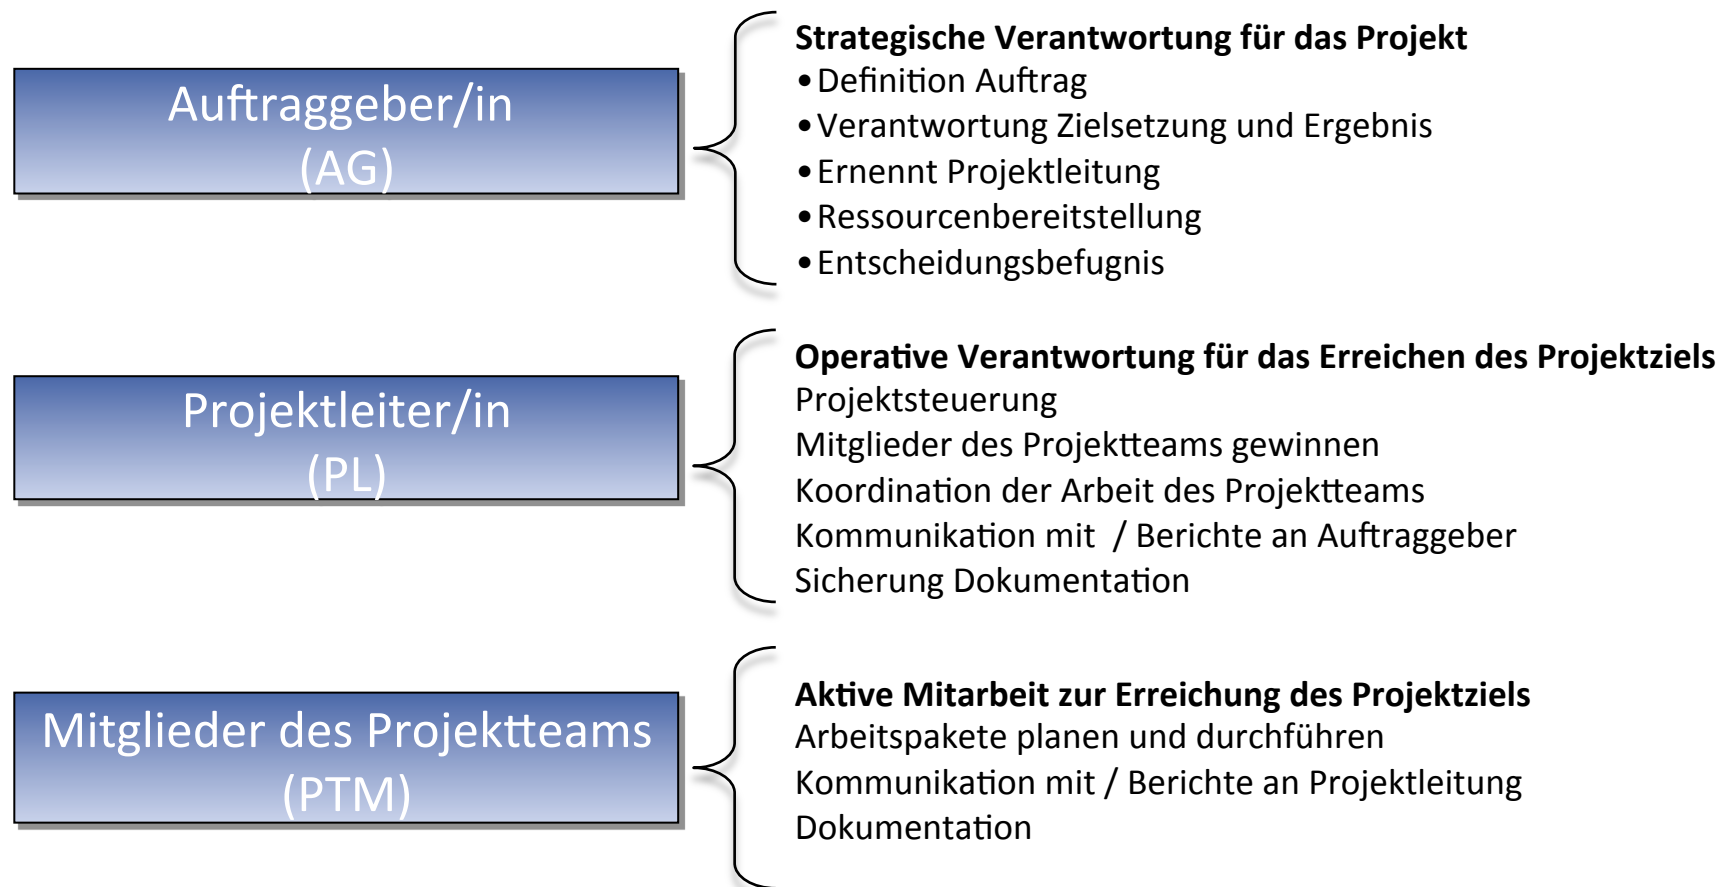 Auftraggeber/in
(AG)
Strategische Verantwortung für das Projekt
•Definition Auftrag
•Verantwortung Zielsetzung und Ergebnis
•Ernennt Projektleitung
•Ressourcenbereitstellung
•Entscheidungsbefugnis
Projektleiter/in
(PL)
Operative Verantwortung für das Erreichen des Projektziels
Projektsteuerung
Mitglieder des Projektteams gewinnen
Koordination der Arbeit des Projektteams
Kommunikation mit  / Berichte an Auftraggeber
Sicherung Dokumentation
Mitglieder des Projektteams
(PTM)
Aktive Mitarbeit zur Erreichung des Projektziels
Arbeitspakete planen und durchführen
Kommunikation mit / Berichte an Projektleitung
Dokumentation